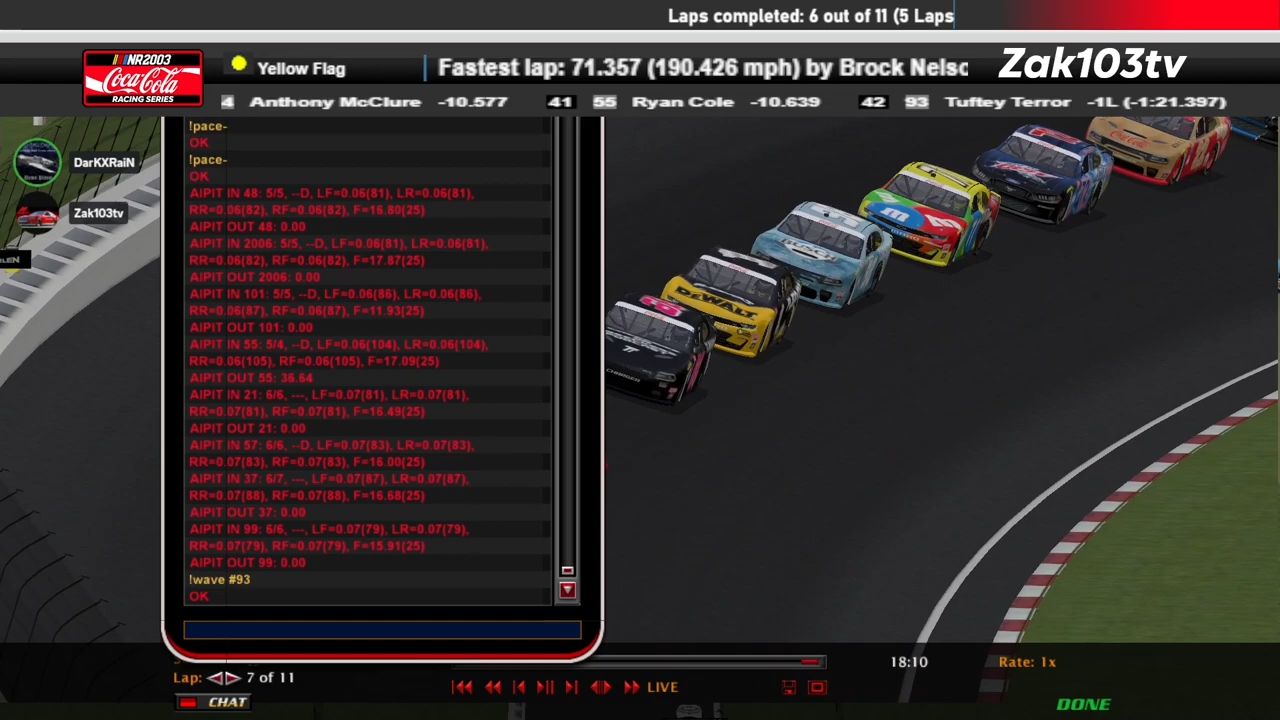 Laps completed: 6 out of 11 (5 Laps
NR2003
Coca-Cola
RACING SERIES
Yellow Flag
Fastest lap: 71.357 (190.426 mph) by Brock Nelso
Zak103tv
4 Anthony McClure -10.577 41 55 Ryan Cole -10.639 42 93 Tuftey Terror -1L (-1:21.397)
DarKXRaiN
Zak103tv
!pace-
OK
!pace-
OK
AIPIT IN 48: 5/5, --D, LF=0.06(81), LR=0.06(81),
RR=0.06(82), RF=0.06(82), F=16.80(25)
AIPIT OUT 48: 0.00
AIPIT IN 2006: 5/5, --D, LF=0.06(81), LR=0.06(81),
RR=0.06(82), RF=0.06(82), F=17.87(25)
AIPIT OUT 2006: 0.00
AIPIT IN 101: 5/5, --D, LF=0.06(86), LR=0.06(86),
RR=0.06(87), RF=0.06(87), F=11.93(25)
AIPIT OUT 101: 0.00
AIPIT IN 55: 5/4, --D, LF=0.06(104), LR=0.06(104),
RR=0.06(105), RF=0.06(105), F=17.09(25)
AIPIT OUT 55: 36.64
AIPIT IN 21: 6/6, ---, LF=0.07(81), LR=0.07(81),
RR=0.07(81), RF=0.07(81), F=16.49(25)
AIPIT OUT 21: 0.00
AIPIT IN 57: 6/6, --D, LF=0.07(83), LR=0.07(83),
RR=0.07(83), RF=0.07(83), F=16.00(25)
AIPIT IN 37: 6/7, ---, LF=0.07(87), LR=0.07(87),
RR=0.07(88), RF=0.07(88), F=16.68(25)
AIPIT OUT 37: 0.00
AIPIT IN 99: 6/6, ---, LF=0.07(79), LR=0.07(79),
RR=0.07(79), RF=0.07(79), F=15.91(25)
AIPIT OUT 99: 0.00
!wave #93
OK
DEWALT
BUSCH
m
Coca-Cola
Lap: 7 of 11
LIVE
18:10
Rate: 1x
CHAT
DONE